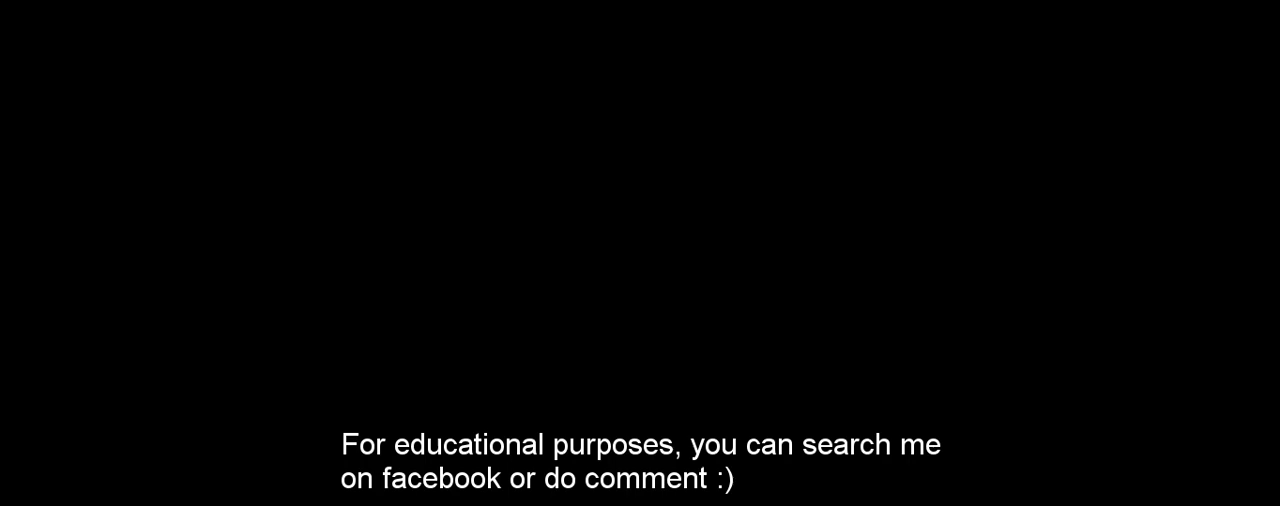 For educational purposes, you can search me
on facebook or do comment :)